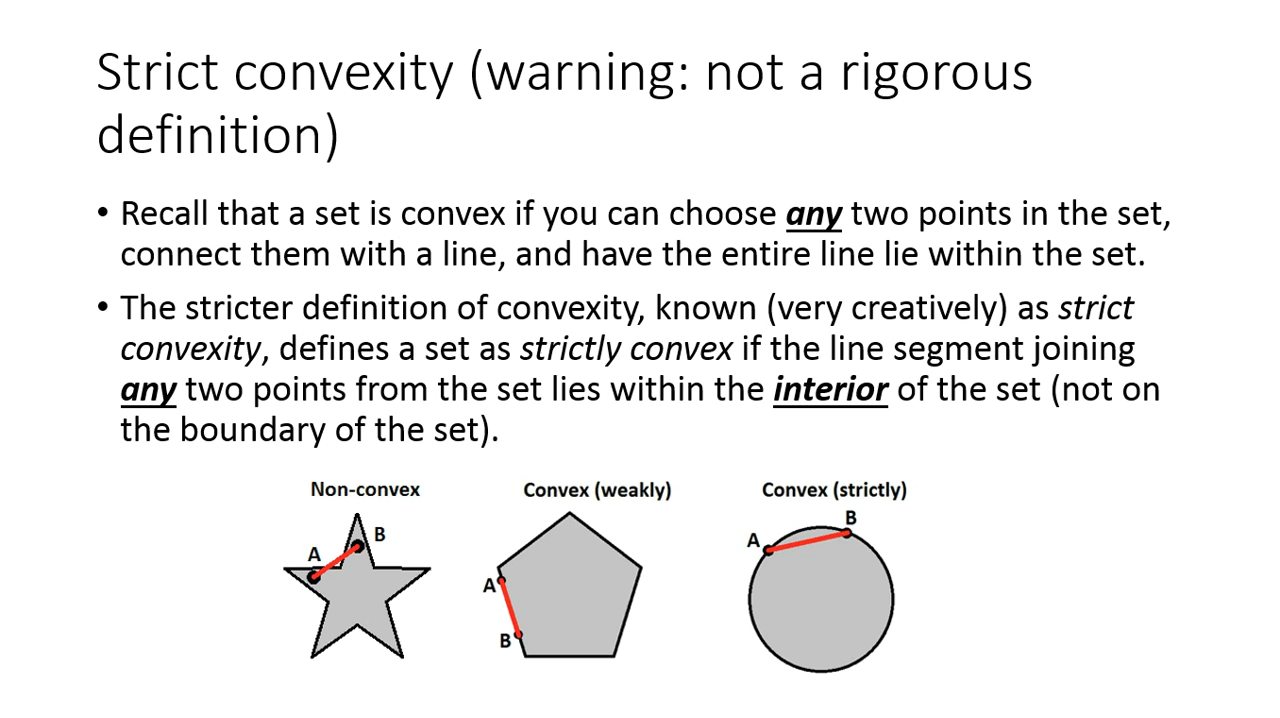 Strict convexity (warning: not a rigorous
definition)
• Recall that a set is convex if you can choose any two points in the set,
connect them with a line, and have the entire line lie within the set.
• The stricter definition of convexity, known (very creatively) as strict
convexity, defines a set as strictly convex if the line segment joining
any two points from the set lies within the interior of the set (not on
the boundary of the set).
Non-convex
Convex (weakly)
Convex (strictly)
A
B
A
B
A
B